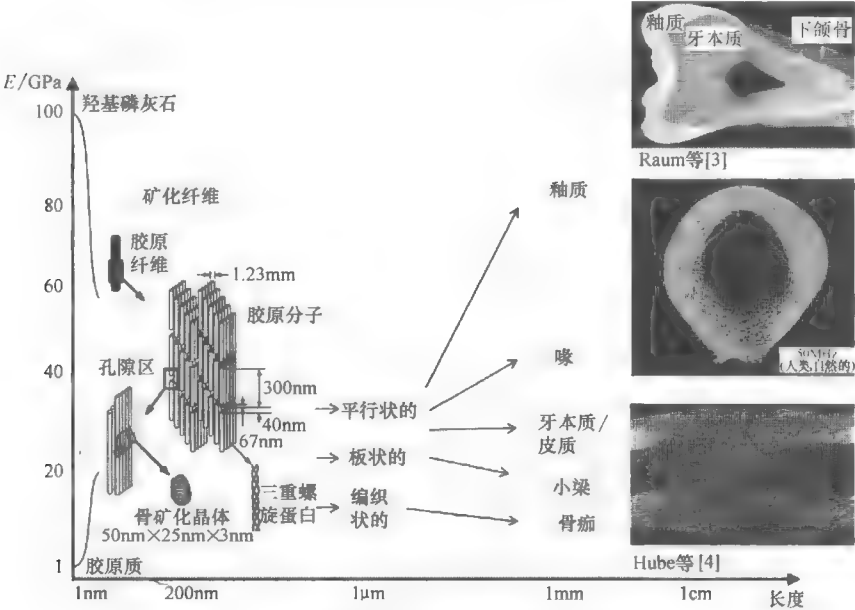 釉质
牙本质
下颌骨
Raum等[3]
E/GPa
羟基磷灰石
100
80
60
40
20
1
矿化纤维
胶原
纤维
1.23mm
胶原分子
孔隙区
300nm
40nm
67nm
骨矿化晶体
50nm×25nm×3nm
三重螺
旋蛋白
胶原质
平行状的
板状的
编织
状的
釉质
喙
牙本质/
皮质
小梁
骨痂
(人类,自然的)
Hube等[4]
1nm
200nm
1μm
1mm
1cm
长度